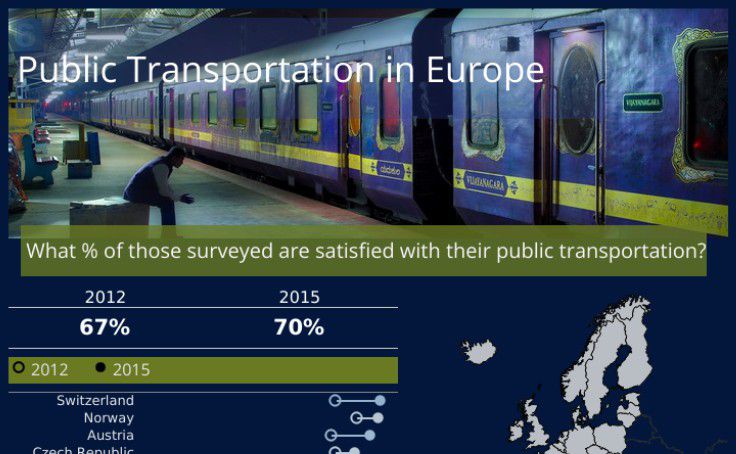 Public Transportation in Europe
VIJAYANAGARA
VIJAYANAGARA
What % of those surveyed are satisfied with their public transportation?
2012 2015
67% 70%
2012 2015
Switzerland
Norway
Austria
Czech Republic